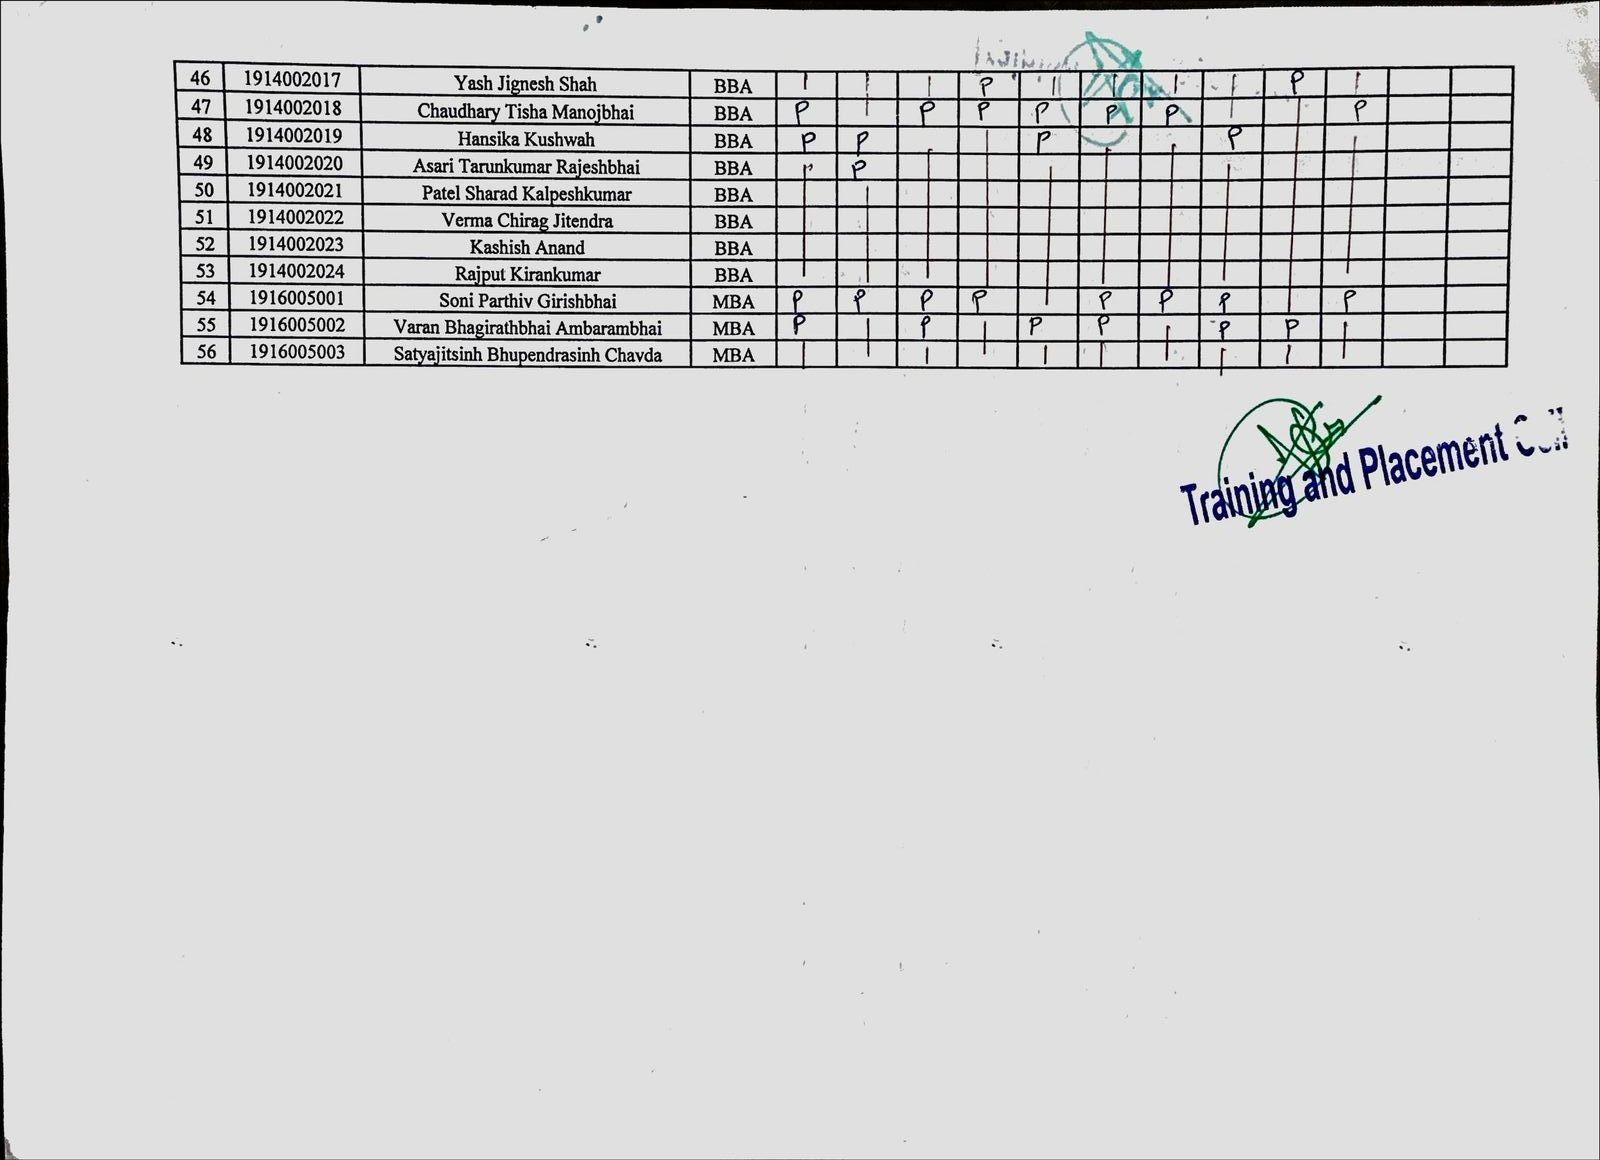 46 1914002017 Yash Jignesh Shah BBA | | | P | | | | P |
47 1914002018 Chaudhary Tisha Manojbhai BBA P | P P P P P | | P
48 1914002019 Hansika Kushwah BBA P P | | P | | P | |
49 1914002020 Asari Tarunkumar Rajeshbhai BBA | P | | | | | | | |
50 1914002021 Patel Sharad Kalpeshkumar BBA | | | | | | | | | |
51 1914002022 Verma Chirag Jitendra BBA | | | | | | | | | |
52 1914002023 Kashish Anand BBA | | | | | | | | | |
53 1914002024 Rajput Kirankumar BBA | | | | | | | | | |
54 1916005001 Soni Parthiv Girishbhai MBA P P P P | P P P | P
55 1916005002 Varan Bhagirathbhai Ambarambhai MBA P | P | P P | P P |
56 1916005003 Satyajitsinh Bhupendrasinh Chavda MBA | | | | | | | | | |
Training and Placement Cell